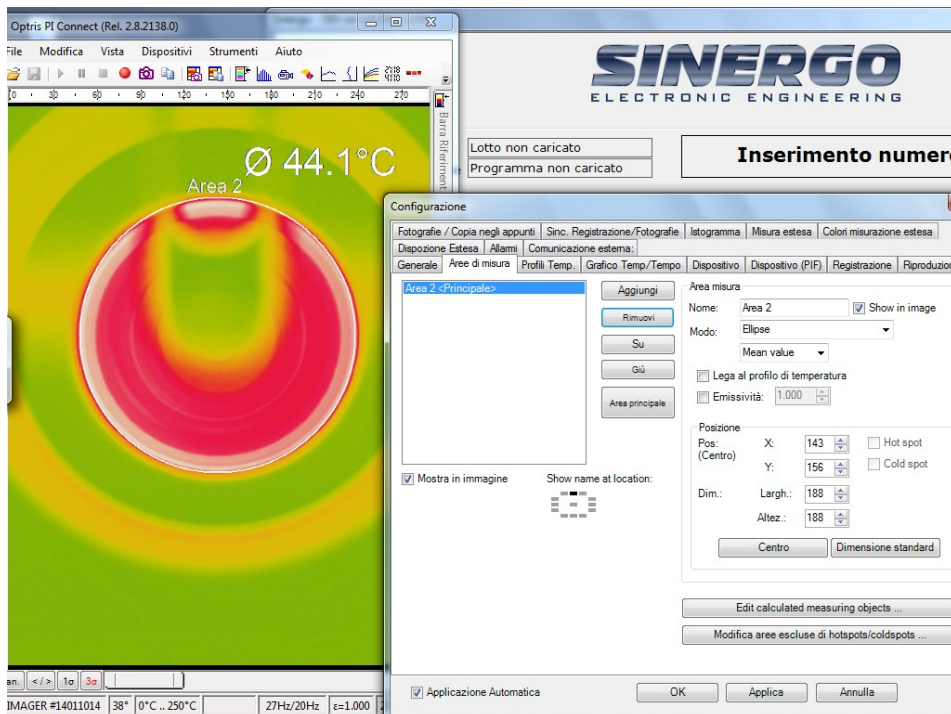 Optris PI Connect (Rel. 2.8.2138.0)
File Modifica Vista Dispositivi Strumenti Aiuto
30 60 90 120 150 180 210 240 270
Ø 44.1°C
Area 2
Barra Riferiment
SINERGO
ELECTRONIC ENGINEERING
Lotto non caricato
Programma non caricato
Inserimento numer
Configurazione
Fotografie / Copia negli appunti Sinc. Registrazione/Fotografie Istogramma Misura estesa Colori misurazione estesa
Dispozione Estesa Allarmi Comunicazione esterna:
Generale Aree di misura Profili Temp. Grafico Temp/Tempo Dispositivo Dispositivo (PIF) Registrazione Riproduzion
Area 2 <Principale>
Aggiungi
Rimuovi
Su
Giù
Area principale
Area misura
Nome: Area 2 Show in image
Modo: Ellipse
Mean value
Lega al profilo di temperatura
Emissività: 1.000
Posizione
Pos: X: 143 Hot spot
(Centro)
Y: 156 Cold spot
Dim.: Largh.: 188
Altez.: 188
Centro Dimensione standard
Mostra in immagine Show name at location:
Edit calculated measuring objects ...
Modifica aree escluse di hotspots/coldspots ...
Applicazione Automatica OK Applica Annulla
an. </> 1σ 3σ
IMAGER #14011014 38° 0°C .. 250°C 27Hz/20Hz ε=1.000